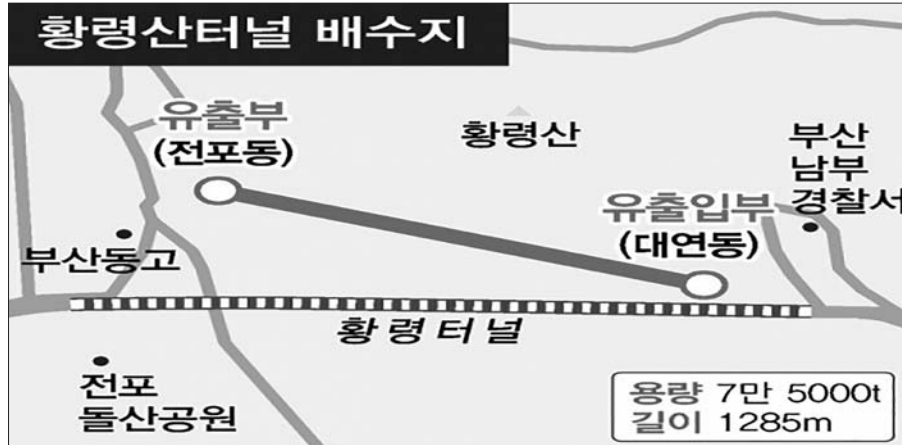 황령산터널 배수지
유출부
(전포동)
황령산
부산
남부
경찰서
유출입부
(대연동)
부산동고
황령터널
전포
돌산공원
용량 7만 5000t
길이 1285m